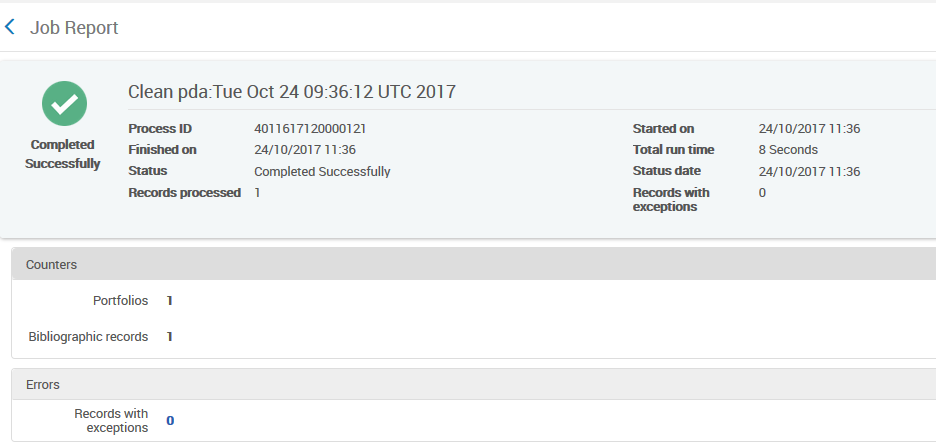 Job Report
Clean pda:Tue Oct 24 09:36:12 UTC 2017
Completed
Successfully
Process ID 4011617120000121
Started on 24/10/2017 11:36
Finished on 24/10/2017 11:36
Total run time 8 Seconds
Status Completed Successfully
Status date 24/10/2017 11:36
Records processed 1
Records with
exceptions 0
Counters
Portfolios 1
Bibliographic records 1
Errors
Records with
exceptions 0